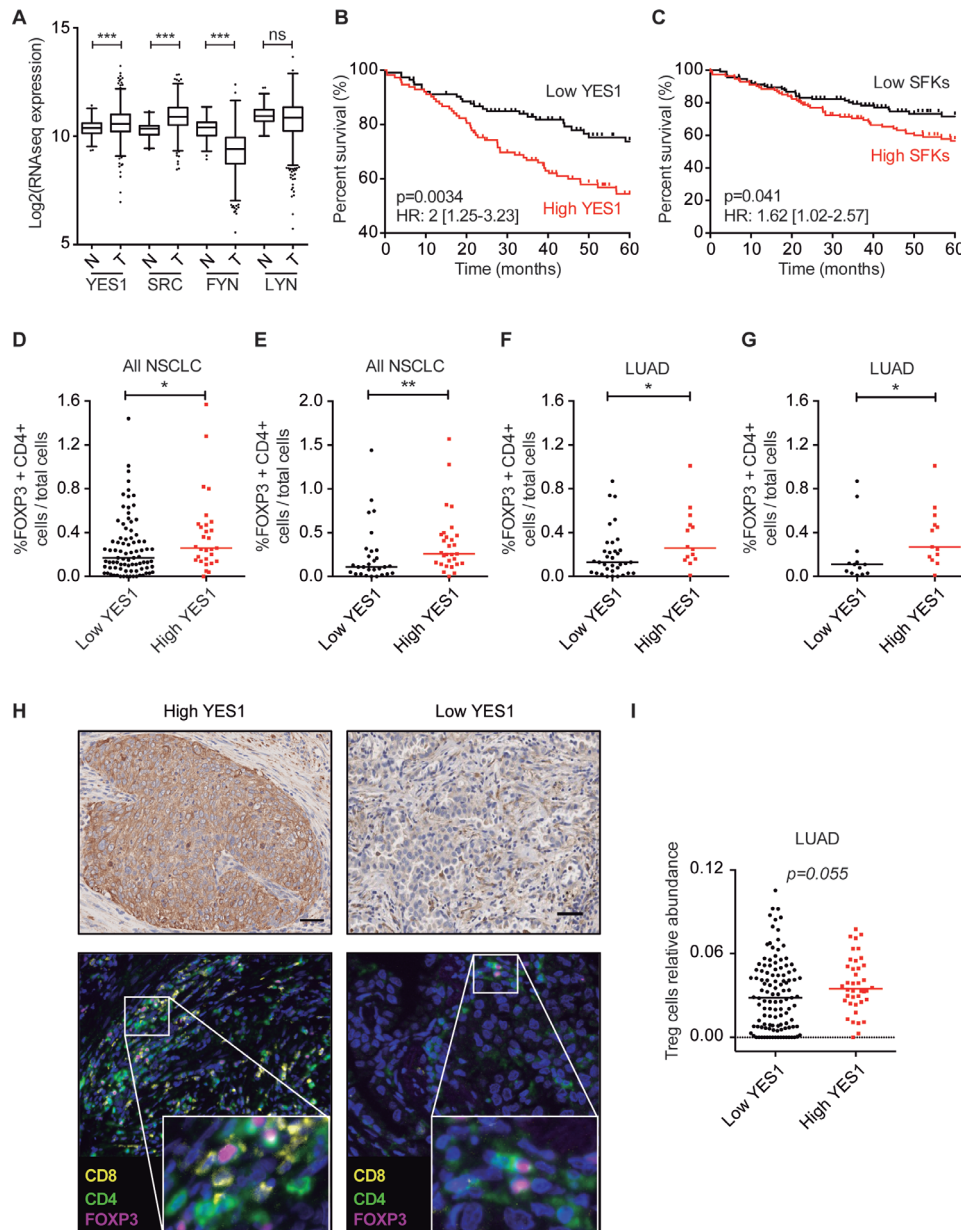 A
Log2(RNAseq expression)
15
10
5
*** *** *** ns
N T N T N T N T
YES1 SRC FYN LYN
B
Percent survival (%)
100
80
60
40
Low YES1
High YES1
p=0.0034
HR: 2 [1.25-3.23]
0 10 20 30 40 50 60
Time (months)
C
Percent survival (%)
100
80
60
40
20
0
Low SFKs
High SFKs
p=0.041
HR: 1.62 [1.02-2.57]
0 10 20 30 40 50 60
Time (months)
D
All NSCLC
*
%FOXP3 + CD4+
cells / total cells
1.6
1.2
0.8
0.4
0.0
Low YES1
High YES1
E
All NSCLC
**
%FOXP3 + CD4+
cells / total cells
2.0
1.5
1.0
0.5
0.0
Low YES1
High YES1
F
LUAD
*
%FOXP3 + CD4+
cells / total cells
1.6
1.2
0.8
0.4
0.0
Low YES1
High YES1
G
LUAD
*
%FOXP3 + CD4+
cells / total cells
1.6
1.2
0.8
0.4
0.0
Low YES1
High YES1
H
High YES1
Low YES1
CD8
CD4
FOXP3
CD8
CD4
FOXP3
I
LUAD
p=0.055
Treg cells relative abundance
0.12
0.06
0.00
Low YES1
High YES1